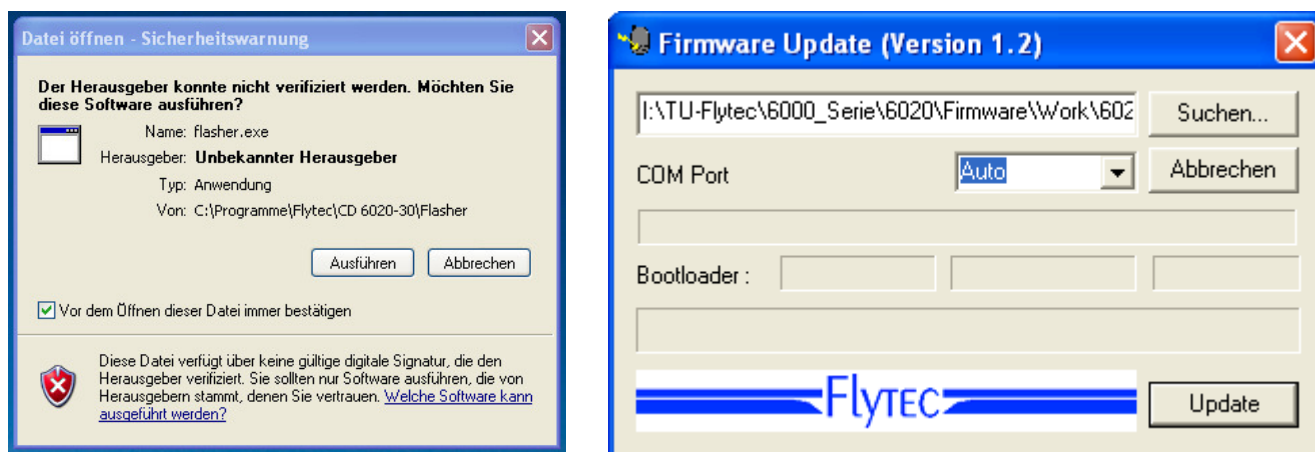 Datei öffnen - Sicherheitswarnung
Der Herausgeber konnte nicht verifiziert werden. Möchten Sie
diese Software ausführen?
Name: flasher.exe
Herausgeber: Unbekannter Herausgeber
Typ: Anwendung
Von: C:\Programme\Flytec\CD 6020-30\Flasher
Ausführen
Abbrechen
Vor dem Öffnen dieser Datei immer bestätigen
Diese Datei verfügt über keine gültige digitale Signatur, die den
Herausgeber verifiziert. Sie sollten nur Software ausführen, die von
Herausgebern stammt, denen Sie vertrauen. Welche Software kann
ausgeführt werden?
Firmware Update (Version 1.2)
I:\TU-Flytec\6000_Serie\6020\Firmware\Work\602
Suchen...
COM Port
Auto
Abbrechen
Bootloader :
FLYTEC
Update